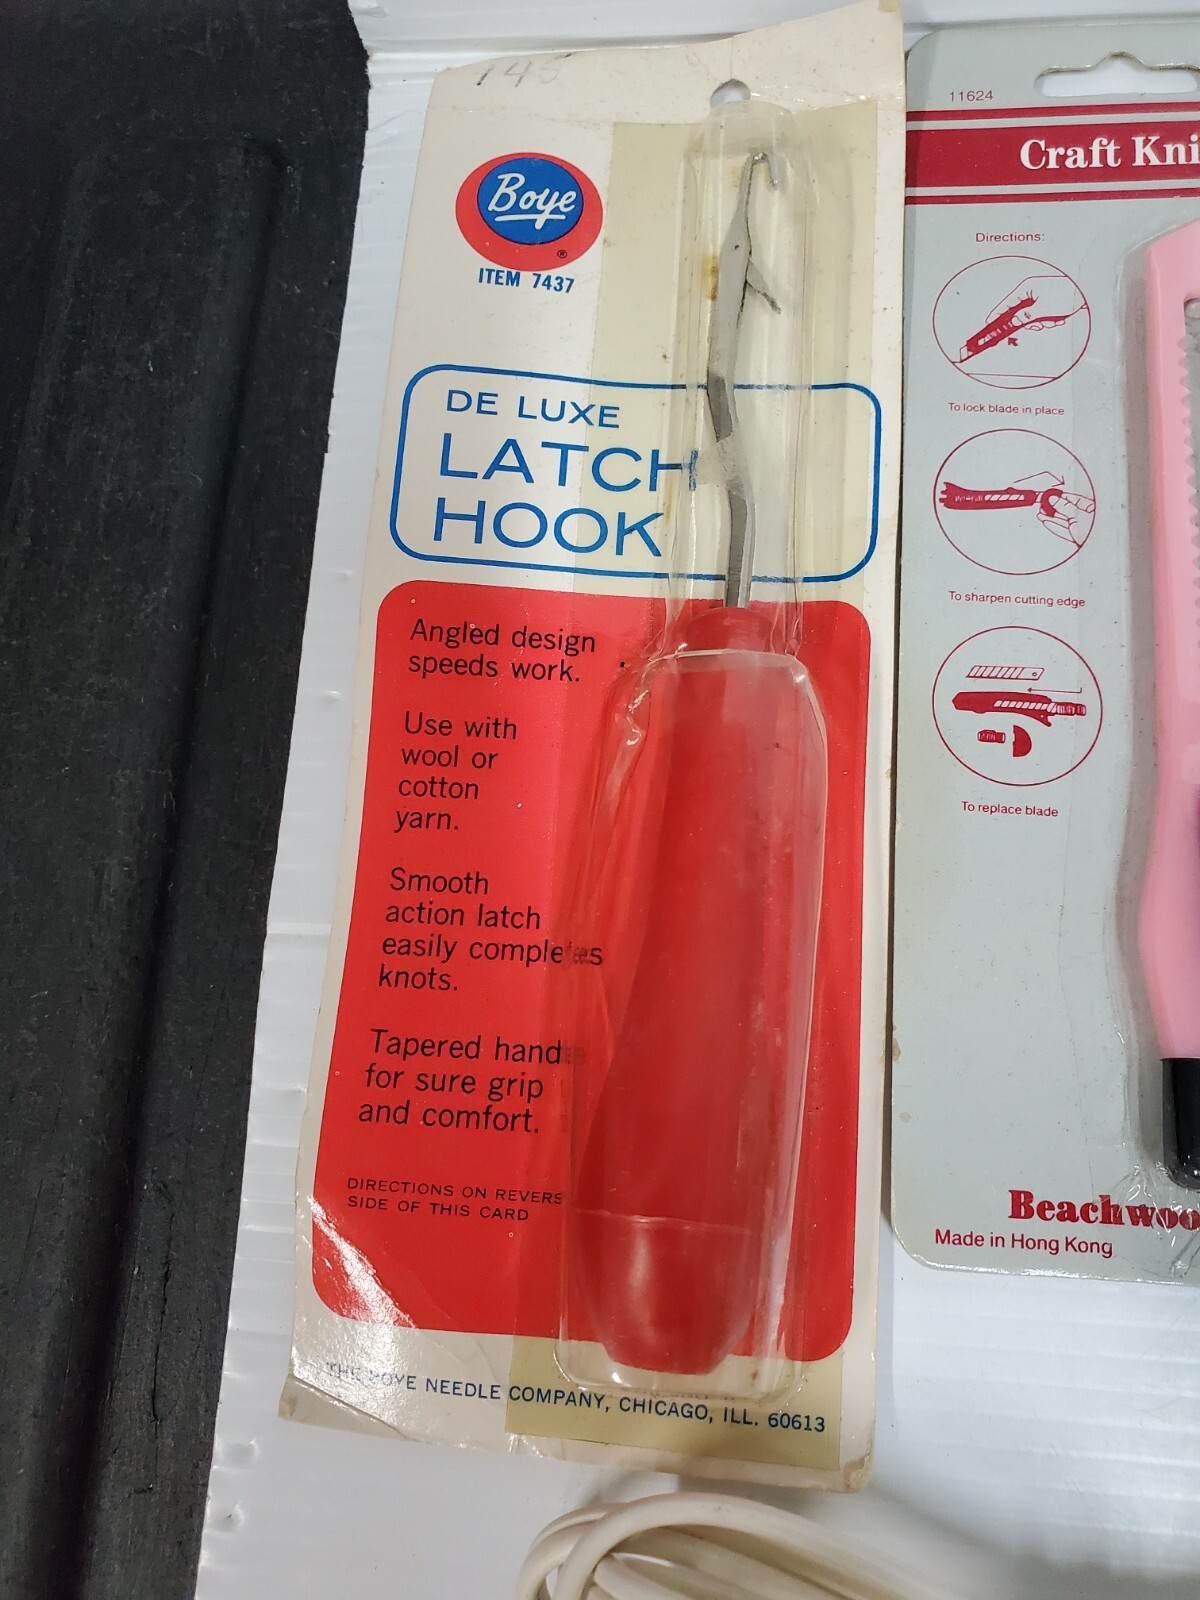 145
Boye
®
ITEM 7437
DE LUXE
LATCH
HOOK
Angled design
speeds work.
Use with
wool or
cotton
yarn.
Smooth
action latch
easily completes
knots.
Tapered hand
for sure grip
and comfort.
DIRECTIONS ON REVERS
SIDE OF THIS CARD
THE BOYE NEEDLE COMPANY, CHICAGO, ILL. 60613
11624
Craft Kni
Directions:
To lock blade in place
To sharpen cutting edge
To replace blade
Beachwoo
Made in Hong Kong